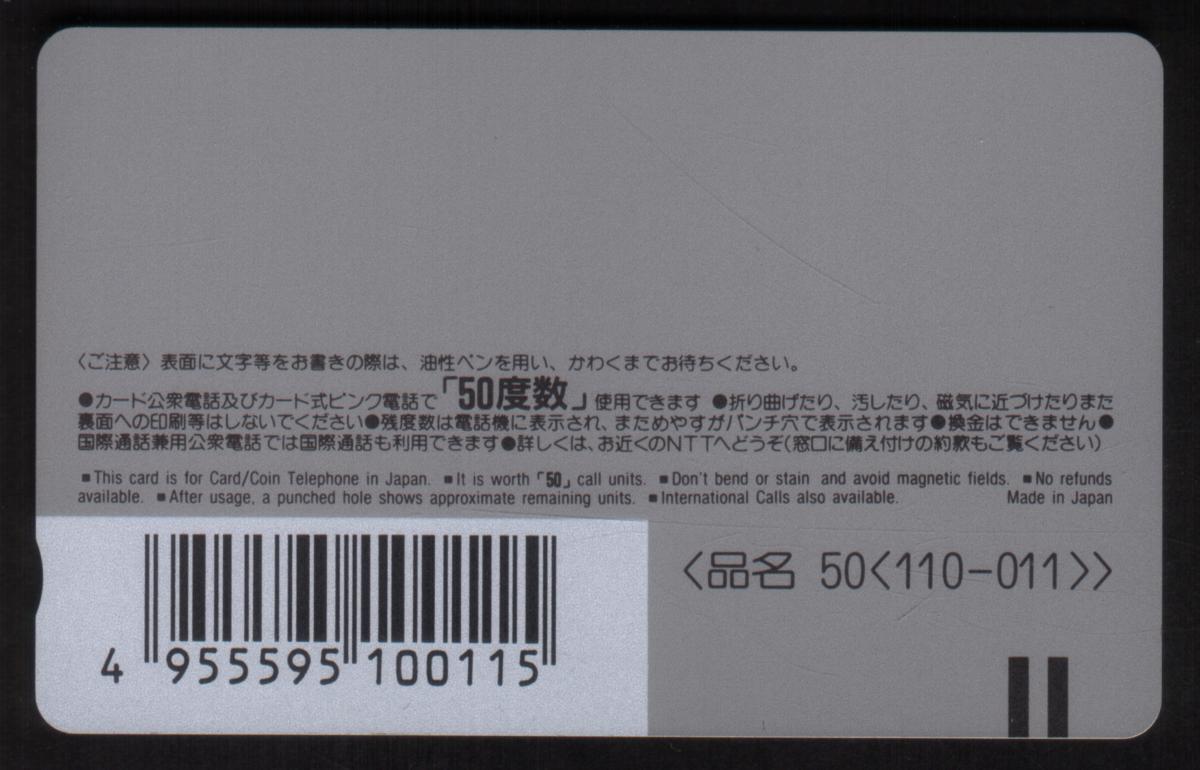 〈ご注意〉表面に文字等をお書きの際は、油性ペンを用い、かわくまでお待ちください。
●カード公衆電話及びカード式ピンク電話で「50度数」使用できます ●折り曲げたり、汚したり、磁気に近づけたりまた
裏面への印刷等はしないでください●残度数は電話機に表示され、まためやすがパンチ穴で表示されます●換金はできません●
国際通話兼用公衆電話では国際通話も利用できます●詳しくは、お近くのNTTへどうぞ(窓口に備え付けの約款もご覧ください)
■This card is for Card/Coin Telephone in Japan. ■It is worth「50」call units. ■Don't bend or stain and avoid magnetic fields. ■No refunds
available. ■After usage, a punched hole shows approximate remaining units. ■International Calls also available. Made in Japan
〈品名 50〈110-011〉〉
4 955595 100115